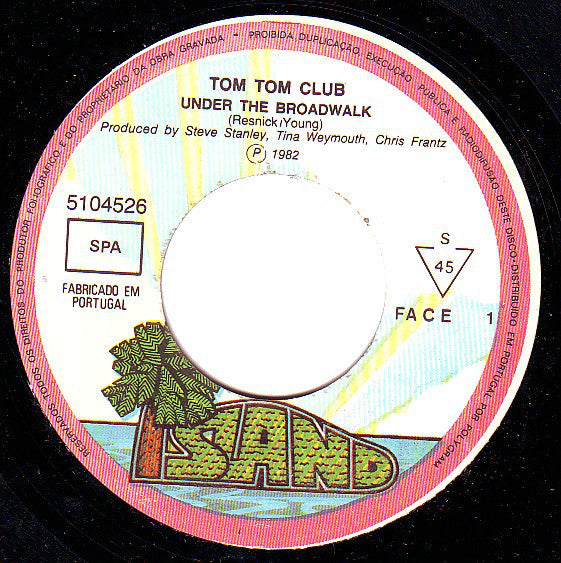 RESERVADOS TODOS OS DIREITOS DO PRODUTOR FONOGRAFICO E DO PROPRIETÁRIO DA OBRA GRAVADA • PROIBIDA DUPLICAÇÃO, EXECUÇÃO PUBLICA E RADIODIFUSÃO DESTE DISCO-DISTRIBUIDO EM PORTUGAL POR POLYGRAM
TOM TOM CLUB
UNDER THE BROADWALK
(Resnick/Young)
Produced by Steve Stanley, Tina Weymouth, Chris Frantz
Ⓟ 1982
5104526
SPA
FABRICADO EM
PORTUGAL
S
45
FACE 1
ISLAND